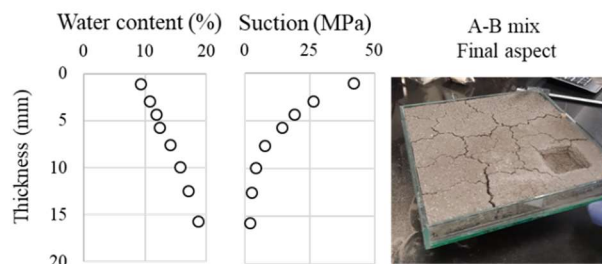 Water content (%)
Suction (MPa)
A-B mix
Final aspect
0 10 20
0 25 50
Thickness (mm)
0
5
10
15
20